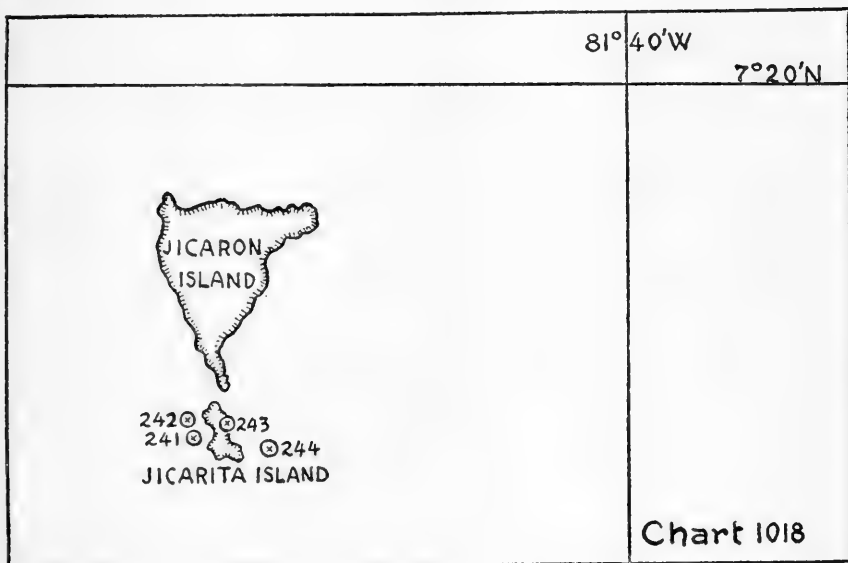 81° 40'W
7°20'N
JICARON
ISLAND
242
243
241
244
JICARITA ISLAND
Chart 1018